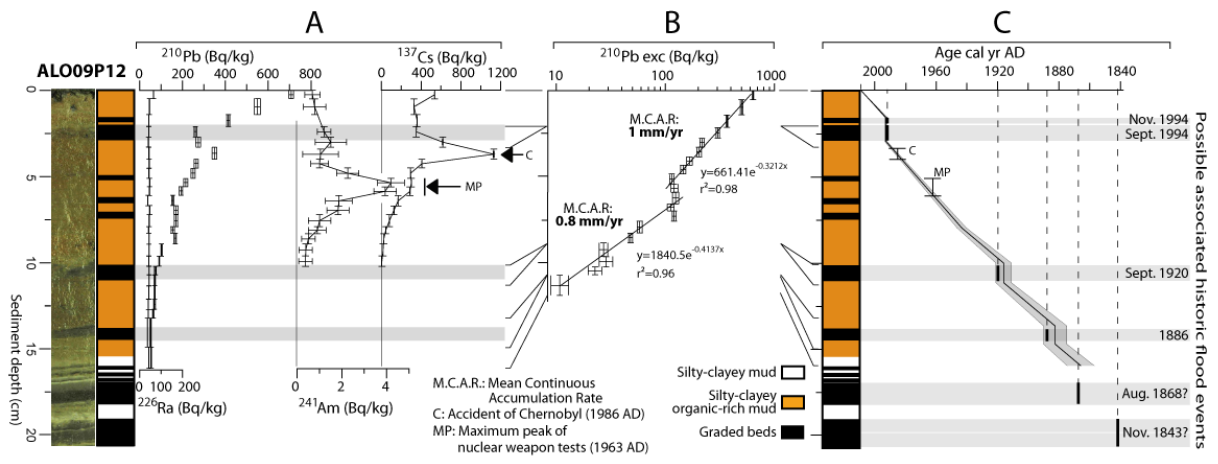 A
B
C
ALO09P12
210Pb (Bq/kg)
0 200 400 600 800
137Cs (Bq/kg)
0 400 800 1200
210Pb exc (Bq/kg)
10 100 1000
Age cal yr AD
2000 1960 1920 1880 1840
0
5
10
15
20
Sediment depth (cm)
C
MP
M.C.A.R:
1 mm/yr
y=661.41e-0.3212x
r²=0.98
M.C.A.R:
0.8 mm/yr
y=1840.5e-0.4137x
r²=0.96
0 200
226Ra (Bq/kg)
0 2 4
241Am (Bq/kg)
M.C.A.R.: Mean Continuous
Accumulation Rate
C: Accident of Chernobyl (1986 AD)
MP: Maximum peak of
nuclear weapon tests (1963 AD)
Silty-clayey mud
Silty-clayey
organic-rich mud
Graded beds
0
5
10
15
20
C
MP
Nov. 1994
Sept. 1994
Sept. 1920
1886
Aug. 1868?
Nov. 1843?
Possible associated historic flood events